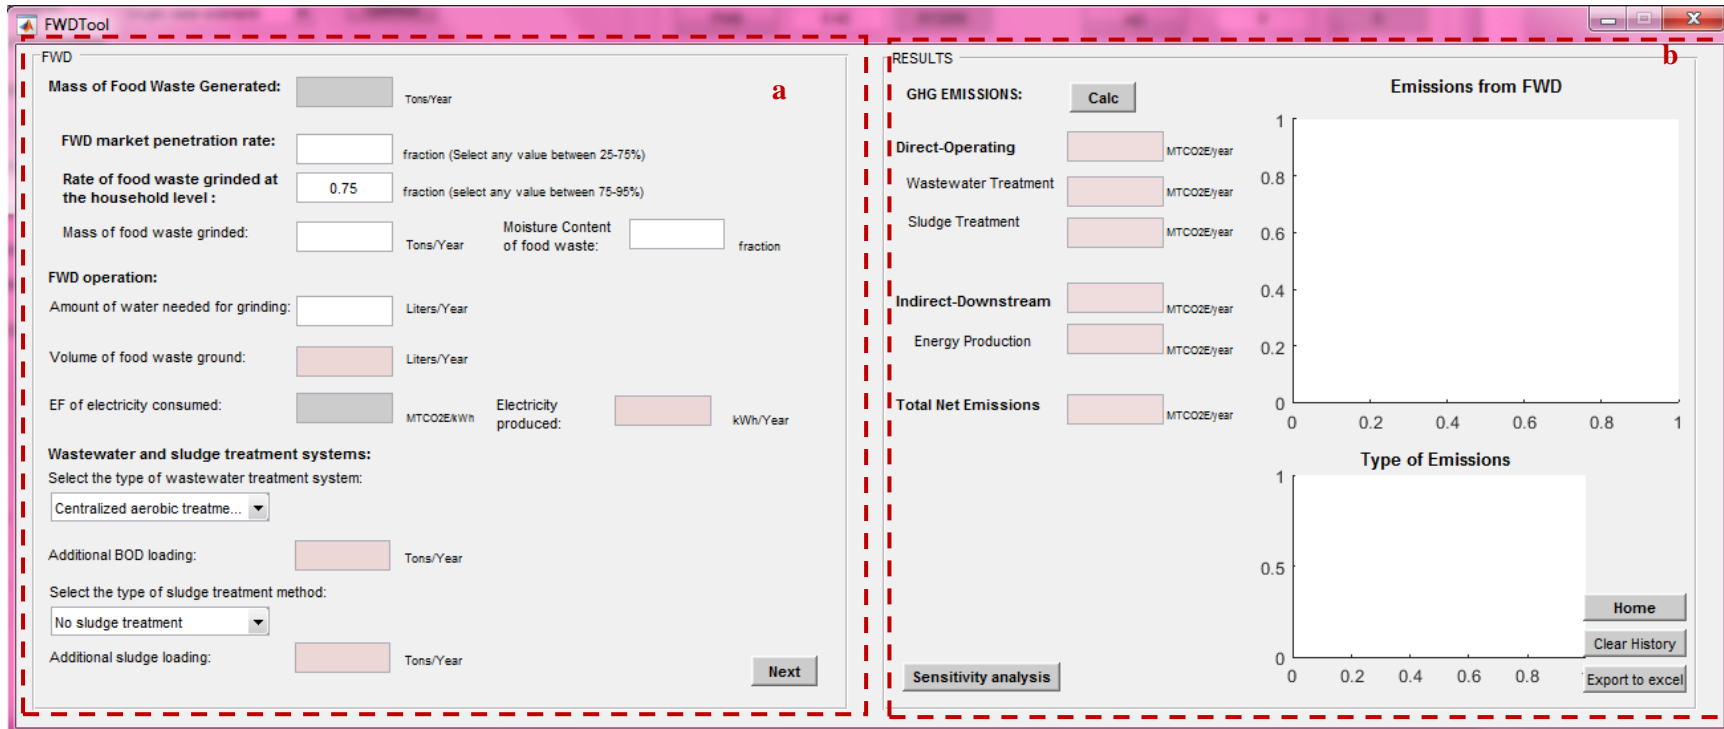 FWDTool
FWD
a
Mass of Food Waste Generated:
Tons/Year
FWD market penetration rate:
fraction (Select any value between 25-75%)
Rate of food waste grinded at
the household level :
0.75
fraction (select any value between 75-95%)
Mass of food waste grinded:
Tons/Year
Moisture Content
of food waste:
fraction
FWD operation:
Amount of water needed for grinding:
Liters/Year
Volume of food waste ground:
Liters/Year
EF of electricity consumed:
MTCO2E/kWh
Electricity
produced:
kWh/Year
Wastewater and sludge treatment systems:
Select the type of wastewater treatment system:
Centralized aerobic treatme...
Additional BOD loading:
Tons/Year
Select the type of sludge treatment method:
No sludge treatment
Additional sludge loading:
Tons/Year
Next
RESULTS
b
GHG EMISSIONS:
Calc
Direct-Operating
MTCO2E/year
Wastewater Treatment
MTCO2E/year
Sludge Treatment
MTCO2E/year
Indirect-Downstream
MTCO2E/year
Energy Production
MTCO2E/year
Total Net Emissions
MTCO2E/year
Sensitivity analysis
Emissions from FWD
1
0.8
0.6
0.4
0.2
0
0 0.2 0.4 0.6 0.8 1
Type of Emissions
1
0.5
0
0 0.2 0.4 0.6 0.8
Home
Clear History
Export to excel